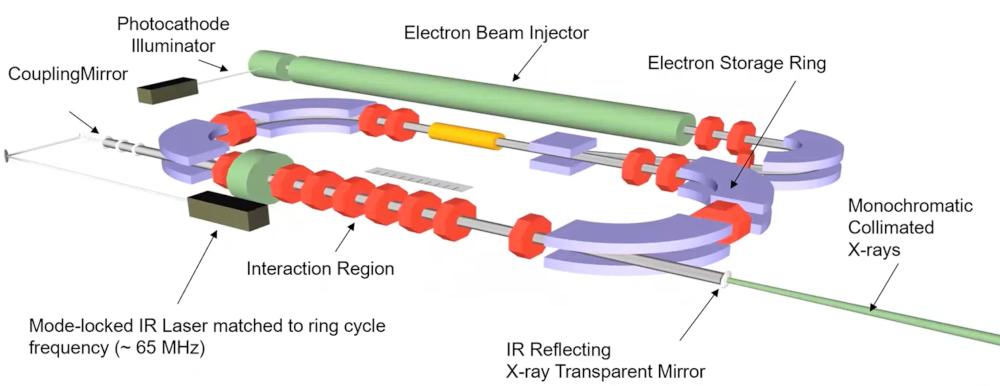 Photocathode
Illuminator
Electron Beam Injector
CouplingMirror
Electron Storage Ring
Monochromatic
Collimated
X-rays
Interaction Region
Mode-locked IR Laser matched to ring cycle
frequency (~ 65 MHz)
IR Reflecting
X-ray Transparent Mirror